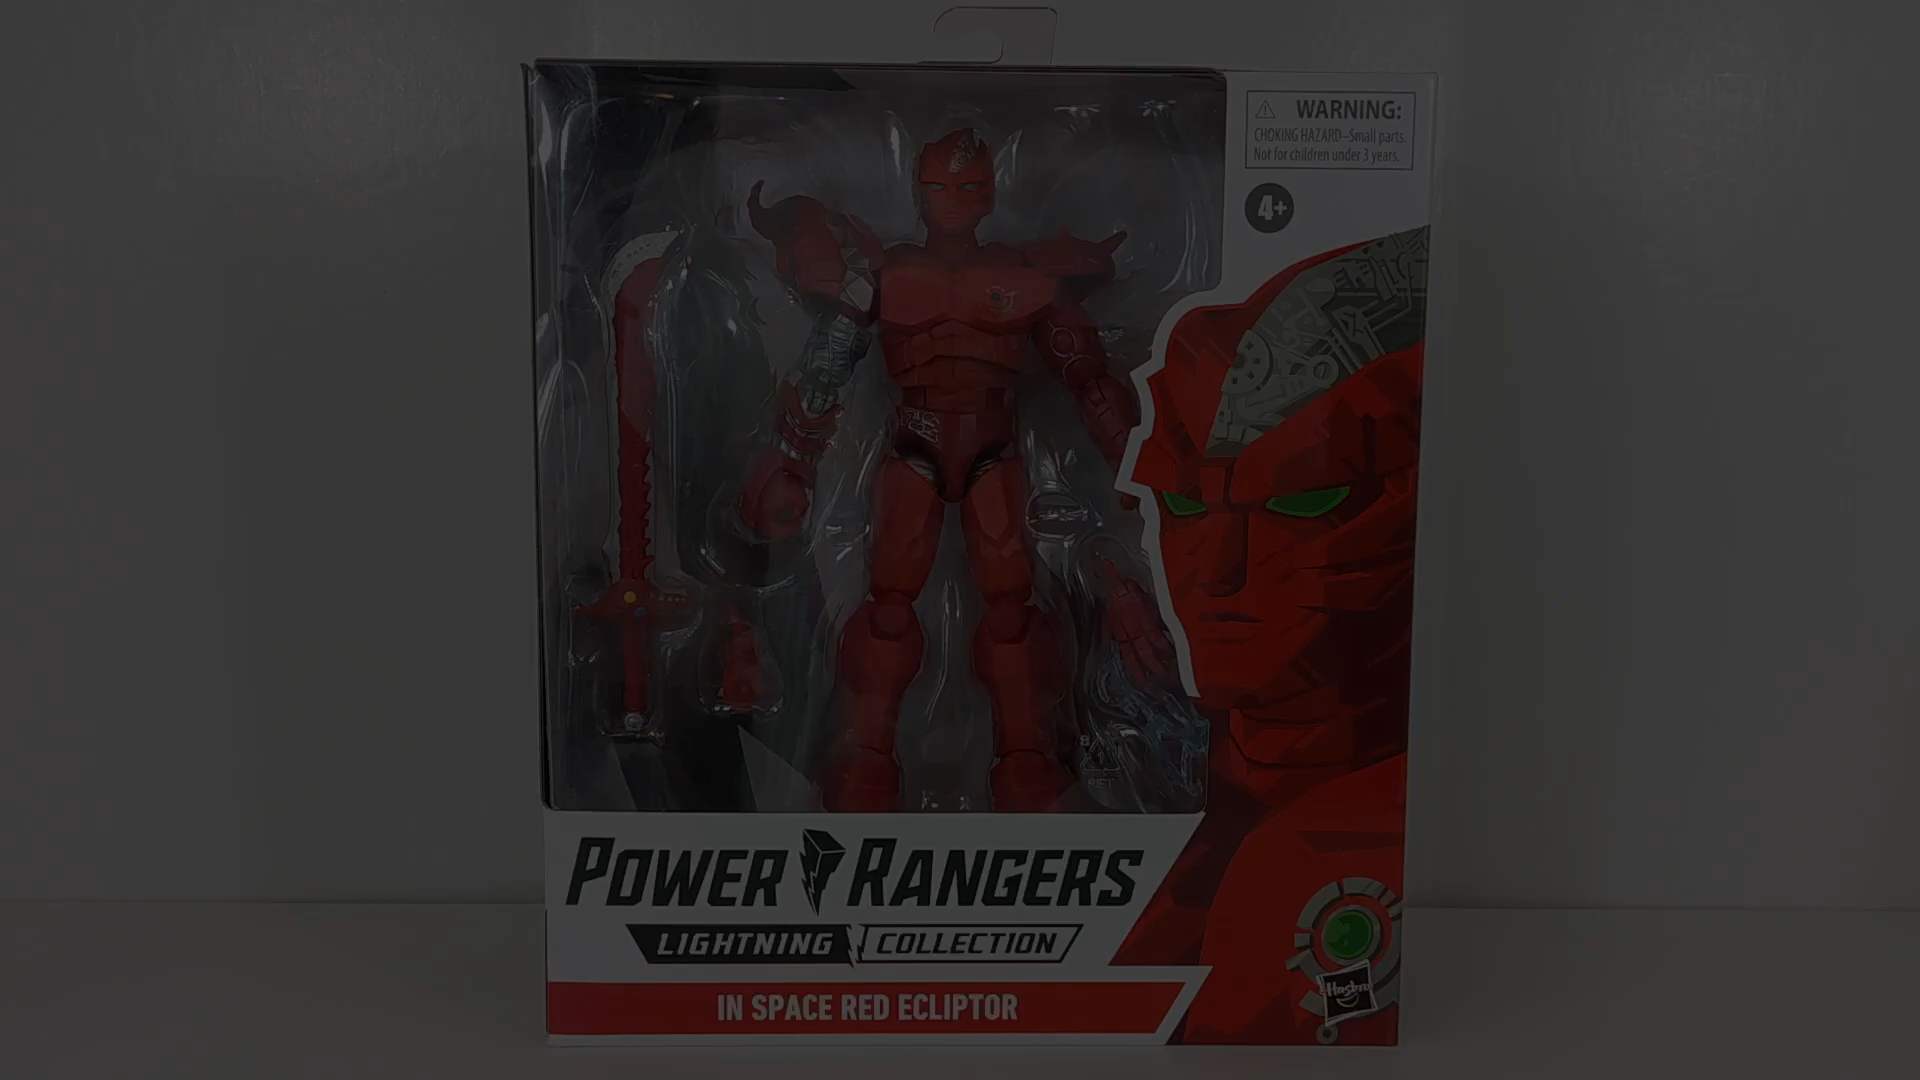 WARNING:
CHOKING HAZARD–Small parts.
Not for children under 3 years.
4+
PET
POWER RANGERS
LIGHTNING COLLECTION
IN SPACE RED ECLIPTOR
Hasbro